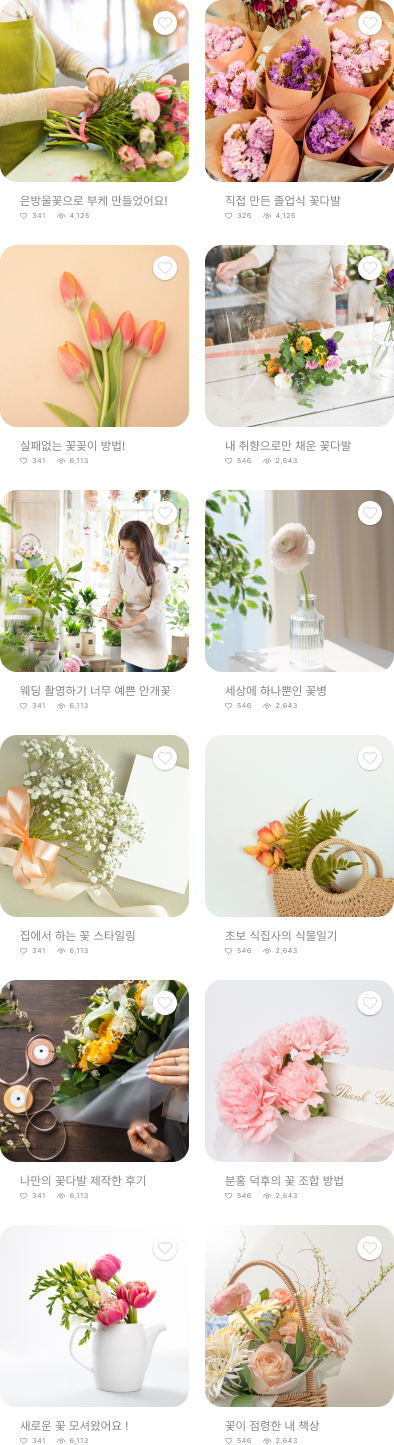 은방울꽃으로 부케 만들었어요!
341 4,125
직접 만든 졸업식 꽃다발
326 4,125
실패없는 꽃꽂이 방법!
341 6,113
내 취향으로만 채운 꽃다발
546 2,643
웨딩 촬영하기 너무 예쁜 안개꽃
341 6,113
세상에 하나뿐인 꽃병
546 2,643
집에서 하는 꽃 스타일링
341 6,113
초보 식집사의 식물일기
546 2,643
Thank You
나만의 꽃다발 제작한 후기
341 6,113
분홍 덕후의 꽃 조합 방법
546 2,643
새로운 꽃 모셔왔어요 !
341 6,113
꽃이 점령한 내 책상
546 2,643